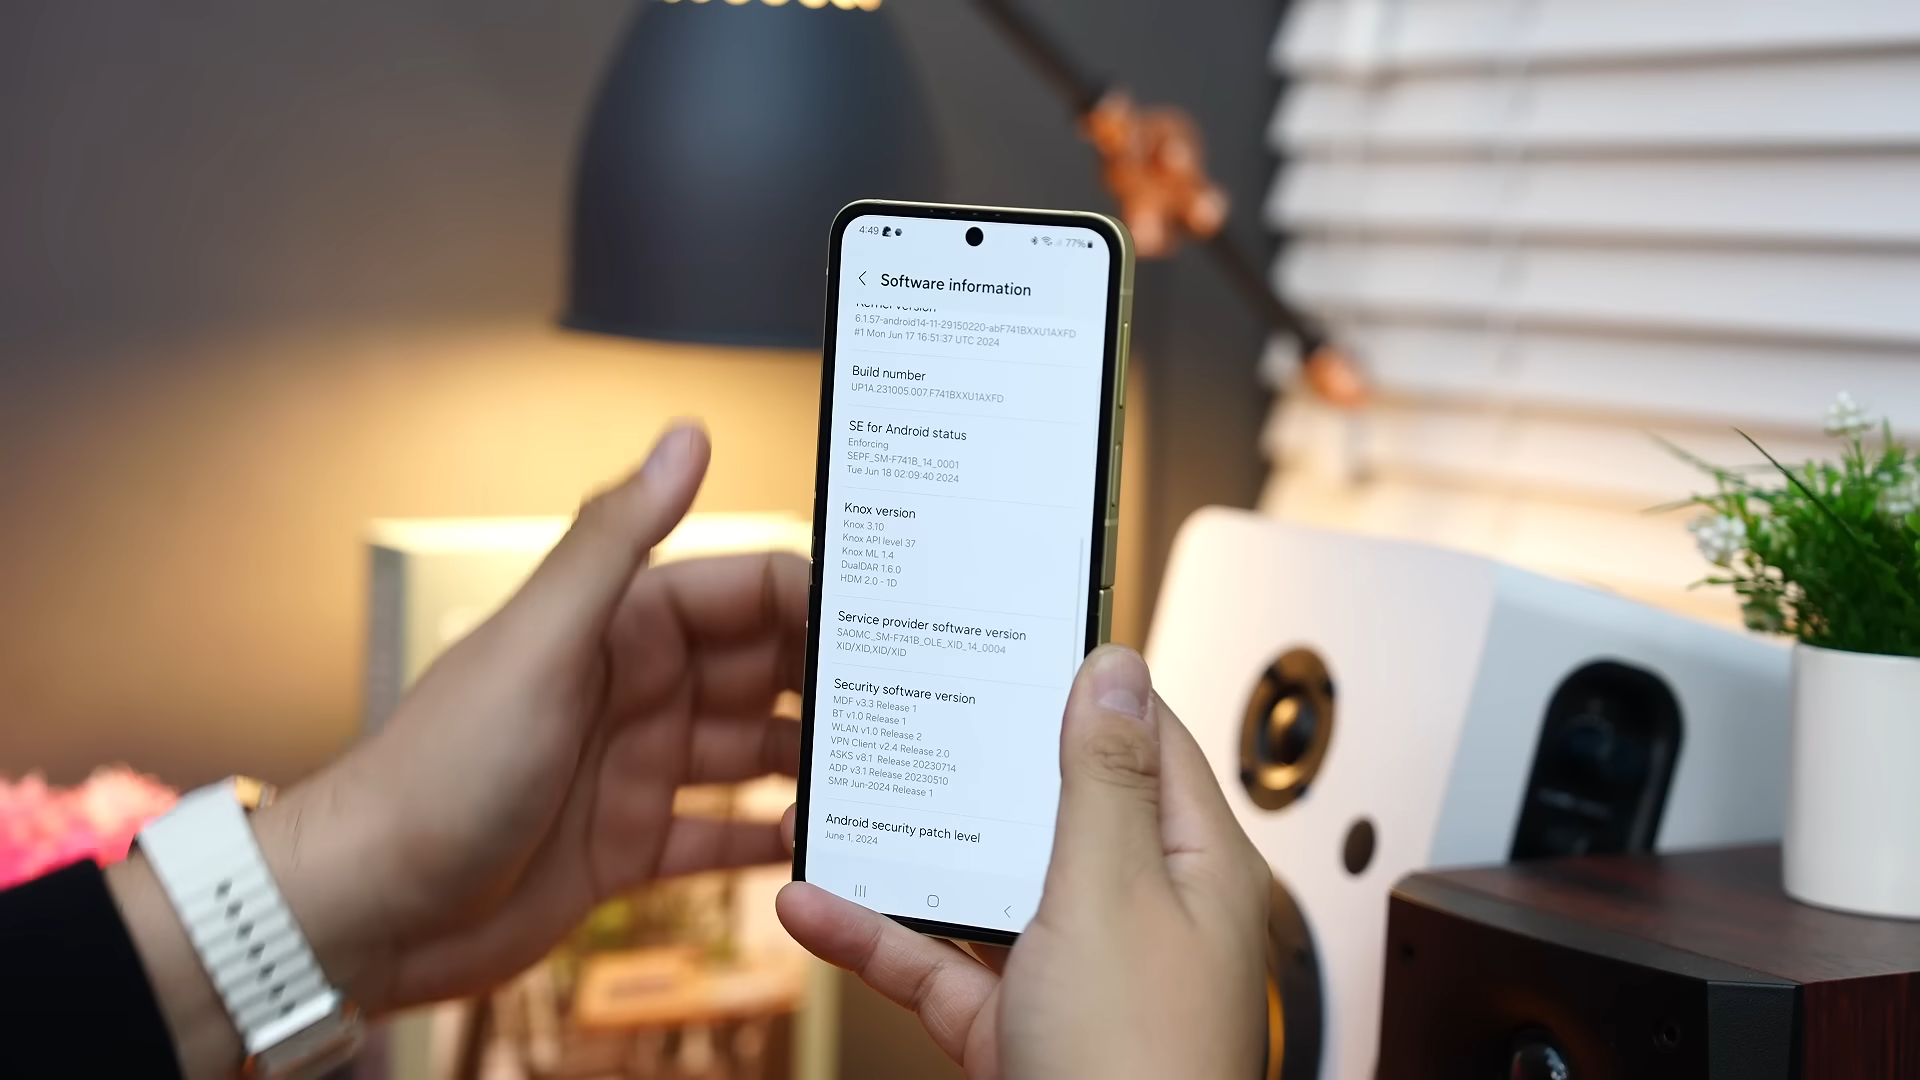 4:49
77%
Software information
Kernel version
6.1.57-android14-11-29150220-abF741BXXU1AXFD
#1 Mon Jun 17 16:51:37 UTC 2024
Build number
UP1A.231005.007.F741BXXU1AXFD
SE for Android status
Enforcing
SEPF_SM-F741B_14_0001
Tue Jun 18 02:09:40 2024
Knox version
Knox 3.10
Knox API level 37
Knox ML 1.4
DualDAR 1.6.0
HDM 2.0 - 1D
Service provider software version
SAOMC_SM-F741B_OLE_XID_14_0004
XID/XID,XID/XID
Security software version
MDF v3.3 Release 1
BT v1.0 Release 1
WLAN v1.0 Release 2
VPN Client v2.4 Release 2.0
ASKS v8.1 Release 20230714
ADP v3.1 Release 20230510
SMR Jun-2024 Release 1
Android security patch level
June 1, 2024